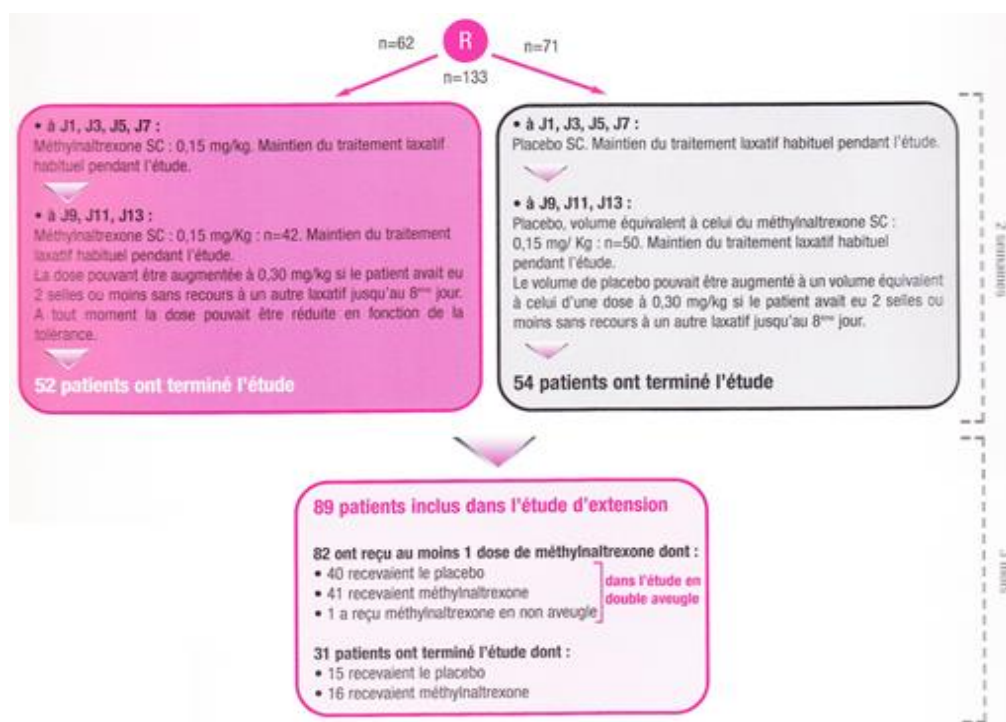 n=62
R
n=71
n=133
• à J1, J3, J5, J7 :
Méthylnaltrexone SC : 0,15 mg/kg. Maintien du traitement laxatif
habituel pendant l'étude.
• à J9, J11, J13 :
Méthylnaltrexone SC : 0,15 mg/Kg : n=42. Maintien du traitement
laxatif habituel pendant l'étude.
La dose pouvant être augmentée à 0,30 mg/kg si le patient avait eu
2 selles ou moins sans recours à un autre laxatif jusqu'au 8ème jour.
A tout moment la dose pouvait être réduite en fonction de la
tolérance.
52 patients ont terminé l'étude
• à J1, J3, J5, J7 :
Placebo SC. Maintien du traitement laxatif habituel pendant l'étude.
• à J9, J11, J13 :
Placebo, volume équivalent à celui du méthylnaltrexone SC :
0,15 mg/ Kg : n=50. Maintien du traitement laxatif habituel
pendant l'étude.
Le volume de placebo pouvait être augmenté à un volume équivalent
à celui d'une dose à 0,30 mg/kg si le patient avait eu 2 selles ou
moins sans recours à un autre laxatif jusqu'au 8ème jour.
54 patients ont terminé l'étude
2 semaines
89 patients inclus dans l'étude d'extension
82 ont reçu au moins 1 dose de méthylnaltrexone dont :
• 40 recevaient le placebo
• 41 recevaient méthylnaltrexone
• 1 a reçu méthylnaltrexone en non aveugle
dans l'étude en
double aveugle
31 patients ont terminé l'étude dont :
• 15 recevaient le placebo
• 16 recevaient méthylnaltrexone
3 mois